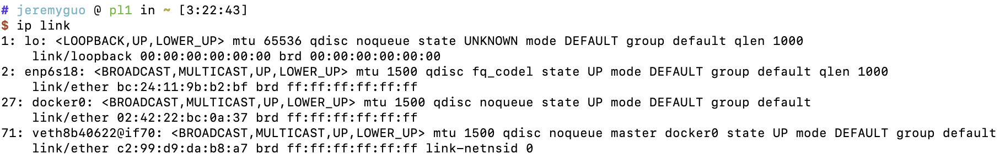 # jeremyguo @ pl1 in ~ [3:22:43]
$ ip link
1: lo: <LOOPBACK,UP,LOWER_UP> mtu 65536 qdisc noqueue state UNKNOWN mode DEFAULT group default qlen 1000
    link/loopback 00:00:00:00:00:00 brd 00:00:00:00:00:00
2: enp6s18: <BROADCAST,MULTICAST,UP,LOWER_UP> mtu 1500 qdisc fq_codel state UP mode DEFAULT group default qlen 1000
    link/ether bc:24:11:9b:b2:bf brd ff:ff:ff:ff:ff:ff
27: docker0: <BROADCAST,MULTICAST,UP,LOWER_UP> mtu 1500 qdisc noqueue state UP mode DEFAULT group default
    link/ether 02:42:22:bc:0a:37 brd ff:ff:ff:ff:ff:ff
71: veth8b40622@if70: <BROADCAST,MULTICAST,UP,LOWER_UP> mtu 1500 qdisc noqueue master docker0 state UP mode DEFAULT group default
    link/ether c2:99:d9:da:b8:a7 brd ff:ff:ff:ff:ff:ff link-netnsid 0